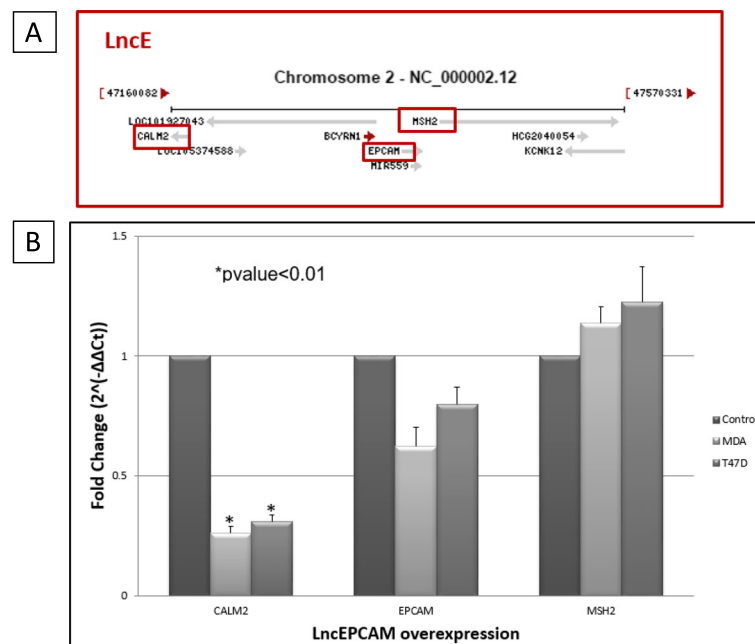 A
LncE
Chromosome 2 - NC_000002.12
[ 47160082
47570331 ]
LOC101927043
MSH2
CALM2
BCYRN1
HCG2040054
LOC105374588
EPCAM
KCNK12
MIR559
B
1.5
*pvalue<0.01
1
0.5
0
Fold Change (2^(-ΔΔCt))
* *
Control
MDA
T47D
CALM2 EPCAM MSH2
LncEPCAM overexpression